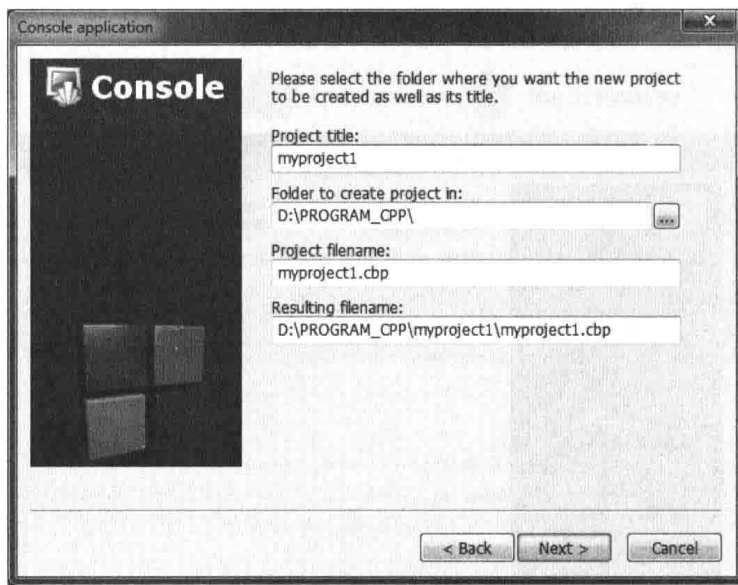 Console application
Console
Please select the folder where you want the new project
to be created as well as its title.
Project title:
myproject1
Folder to create project in:
D:\PROGRAM_CPP\
...
Project filename:
myproject1.cbp
Resulting filename:
D:\PROGRAM_CPP\myproject1\myproject1.cbp
< Back
Next >
Cancel